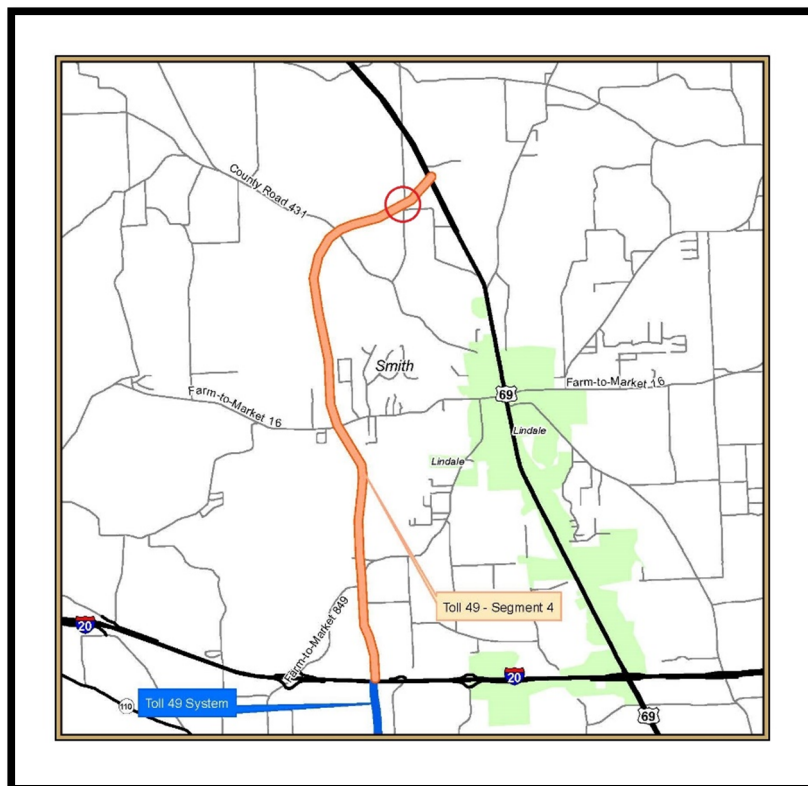 County Road 431
Smith
Farm-to-Market 16
69
Farm-to-Market 16
Lindale
Lindale
Toll 49 - Segment 4
Farm-to-Market 849
20
20
110
Toll 49 System
69